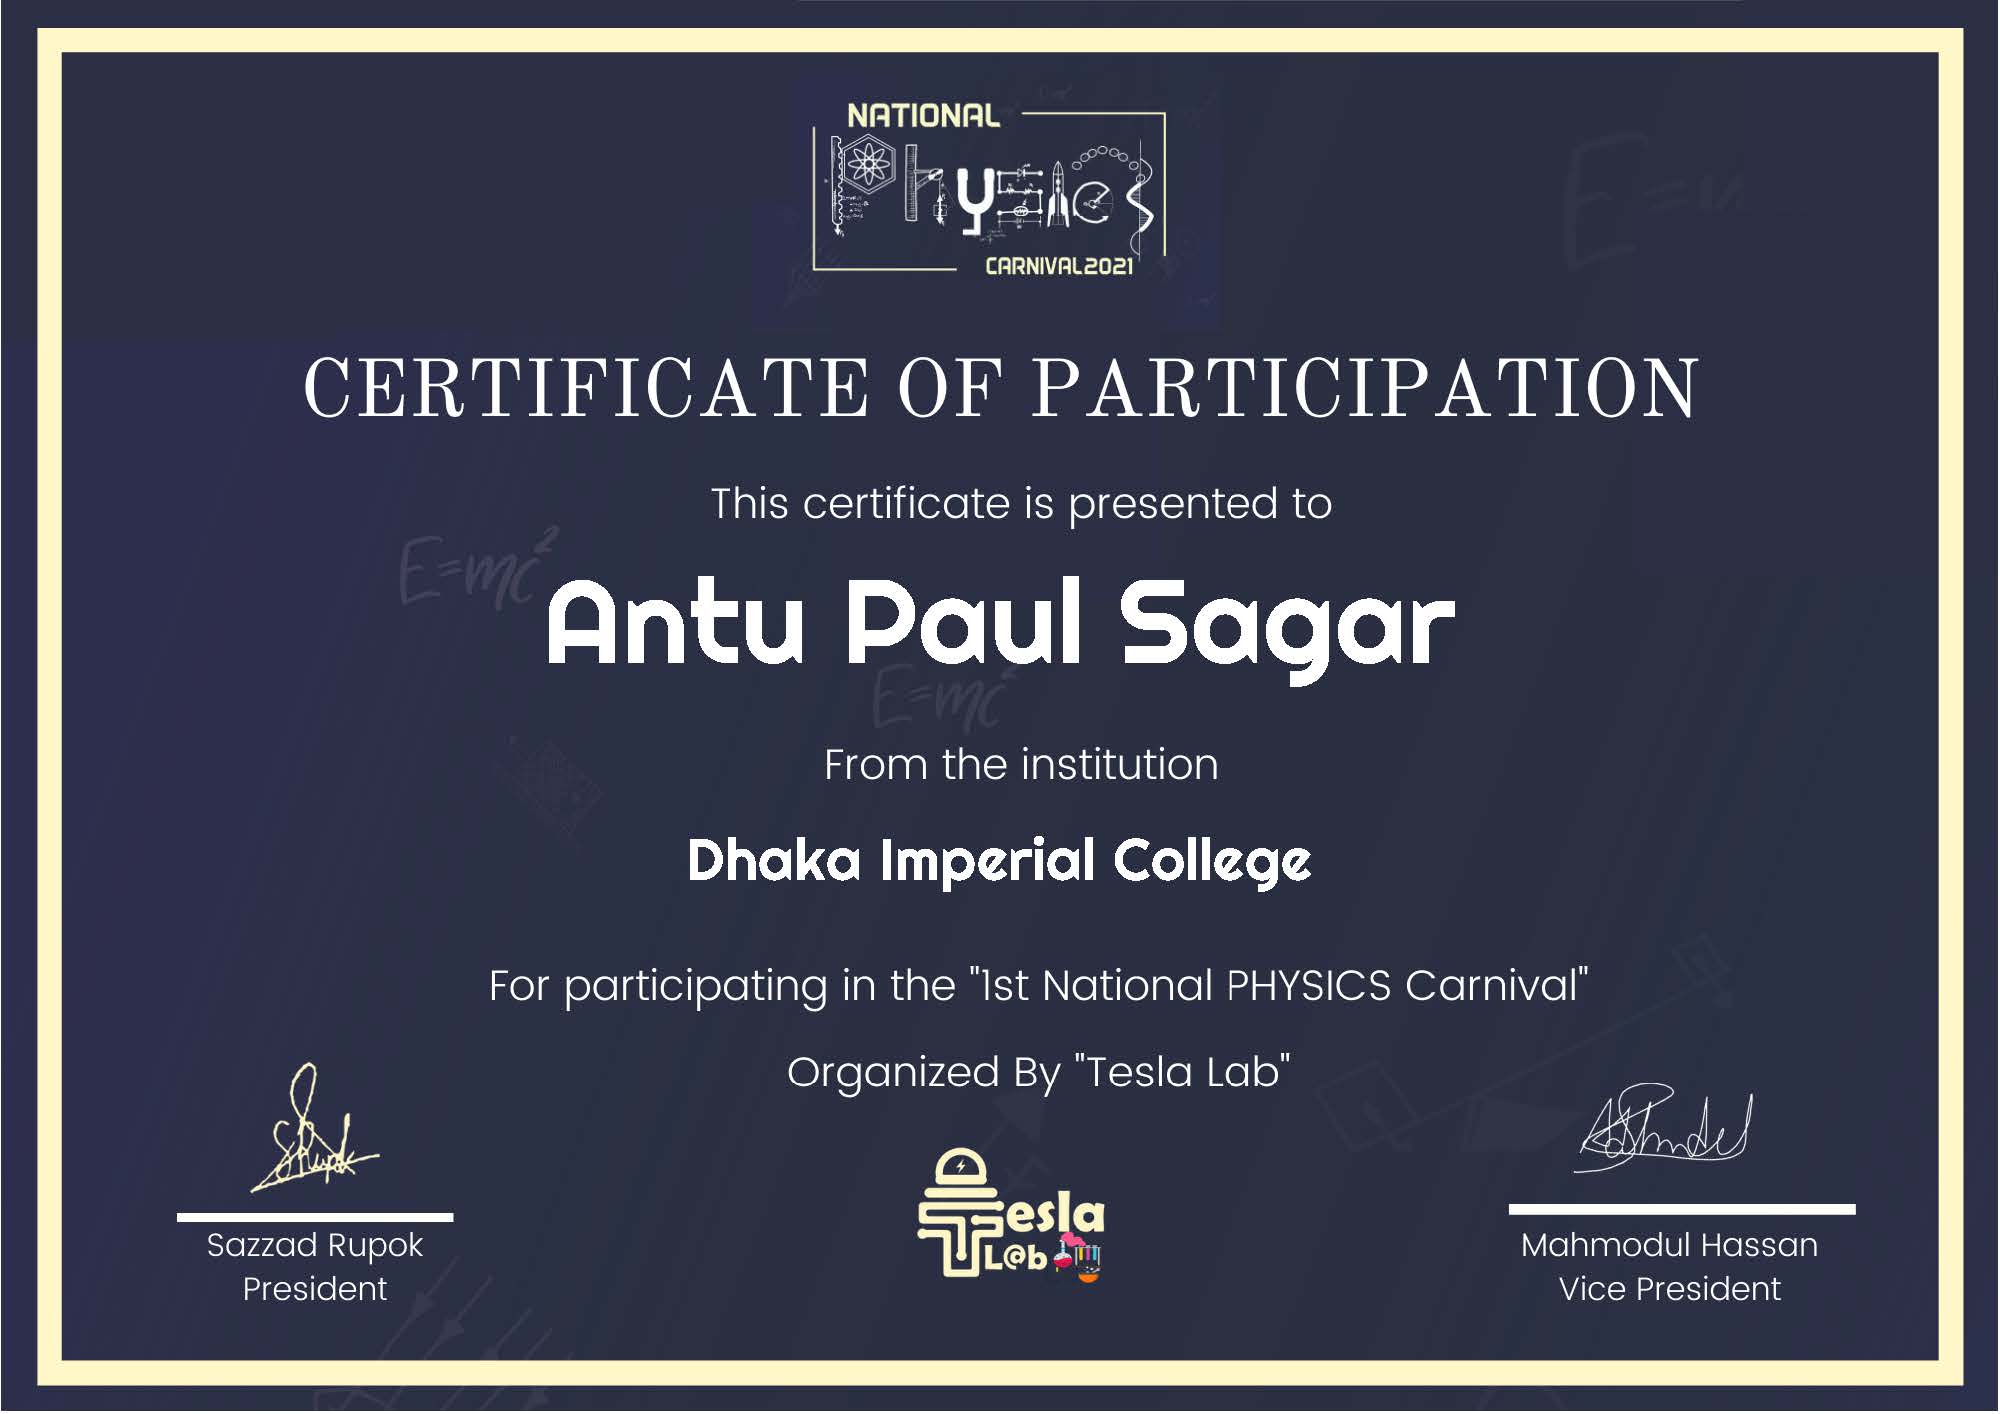 NATIONAL
PHYSICS
CARNIVAL2021
CERTIFICATE OF PARTICIPATION
This certificate is presented to
E=mc²
Antu Paul Sagar
E=mc²
From the institution
Dhaka Imperial College
For participating in the "1st National PHYSICS Carnival"
Organized By "Tesla Lab"
Tesla
L@b
Sazzad Rupok
President
Mahmodul Hassan
Vice President